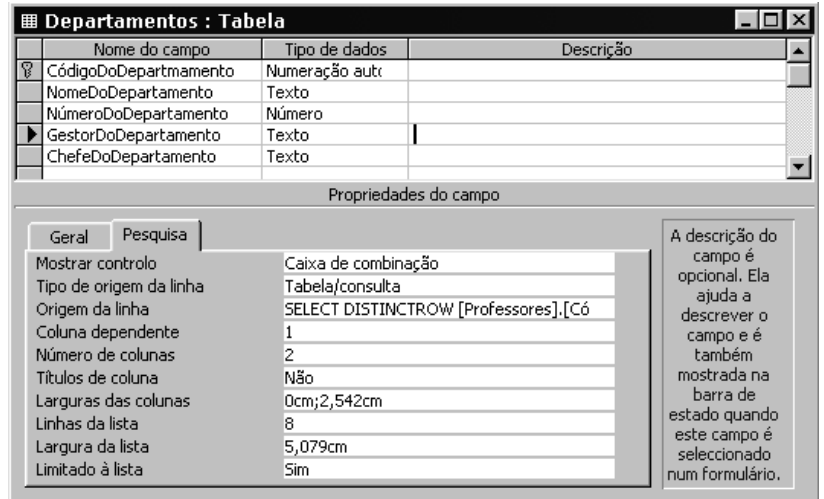 Departamentos : Tabela
Nome do campo Tipo de dados Descrição
CódigoDoDepartmamento Numeração auto
NomeDoDepartamento Texto
NúmeroDoDepartamento Número
GestorDoDepartamento Texto
ChefeDoDepartamento Texto
Propriedades do campo
Geral Pesquisa
Mostrar controlo Caixa de combinação
Tipo de origem da linha Tabela/consulta
Origem da linha SELECT DISTINCTROW [Professores].[Có
Coluna dependente 1
Número de colunas 2
Títulos de coluna Não
Larguras das colunas 0cm;2,542cm
Linhas da lista 8
Largura da lista 5,079cm
Limitado à lista Sim
A descrição do
campo é
opcional. Ela
ajuda a
descrever o
campo e é
também
mostrada na
barra de
estado quando
este campo é
seleccionado
num formulário.